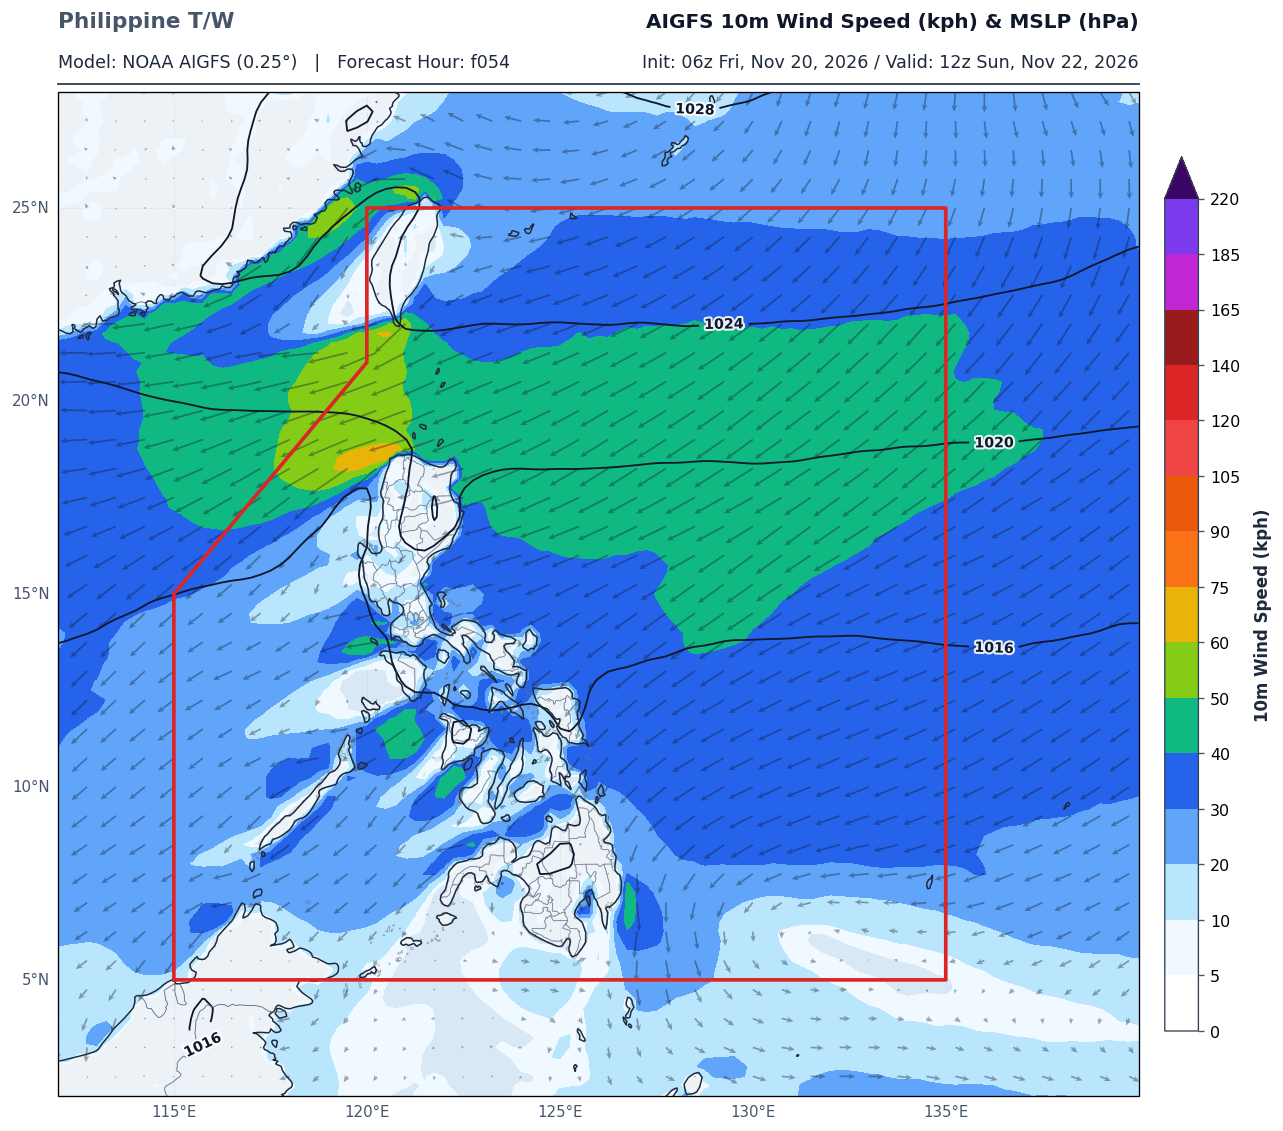 Philippine T/W
AIGFS 10m Wind Speed (kph) & MSLP (hPa)
Model: NOAA AIGFS (0.25°)   |   Forecast Hour: f054
Init: 06z Fri, Nov 20, 2026 / Valid: 12z Sun, Nov 22, 2026
1028
1024
1020
1016
1016
25°N
20°N
15°N
10°N
5°N
115°E
120°E
125°E
130°E
135°E
220
185
165
140
120
105
90
75
60
50
40
30
20
10
5
0
10m Wind Speed (kph)